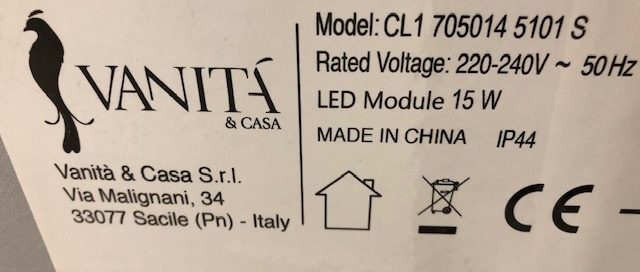 VANITÁ
& CASA
Vanità & Casa S.r.l.
Via Malignani, 34
33077 Sacile (Pn) - Italy
Model: CL1 705014 5101 S
Rated Voltage: 220-240V ~ 50Hz
LED Module 15 W
MADE IN CHINA IP44
CE